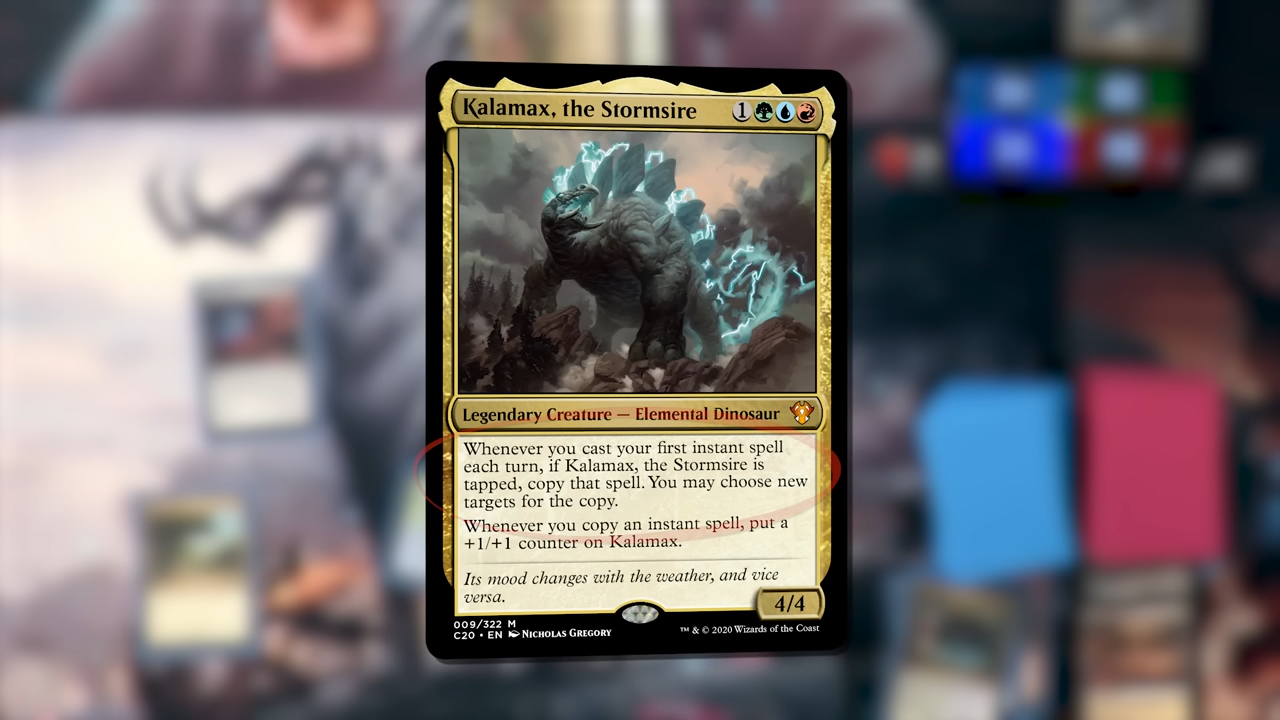 Kalamax, the Stormsire 1
Legendary Creature — Elemental Dinosaur
Whenever you cast your first instant spell
each turn, if Kalamax, the Stormsire is
tapped, copy that spell. You may choose new
targets for the copy.
Whenever you copy an instant spell, put a
+1/+1 counter on Kalamax.
Its mood changes with the weather, and vice
versa.
4/4
009/322 M
C20 • EN Nicholas Gregory
™ & © 2020 Wizards of the Coast